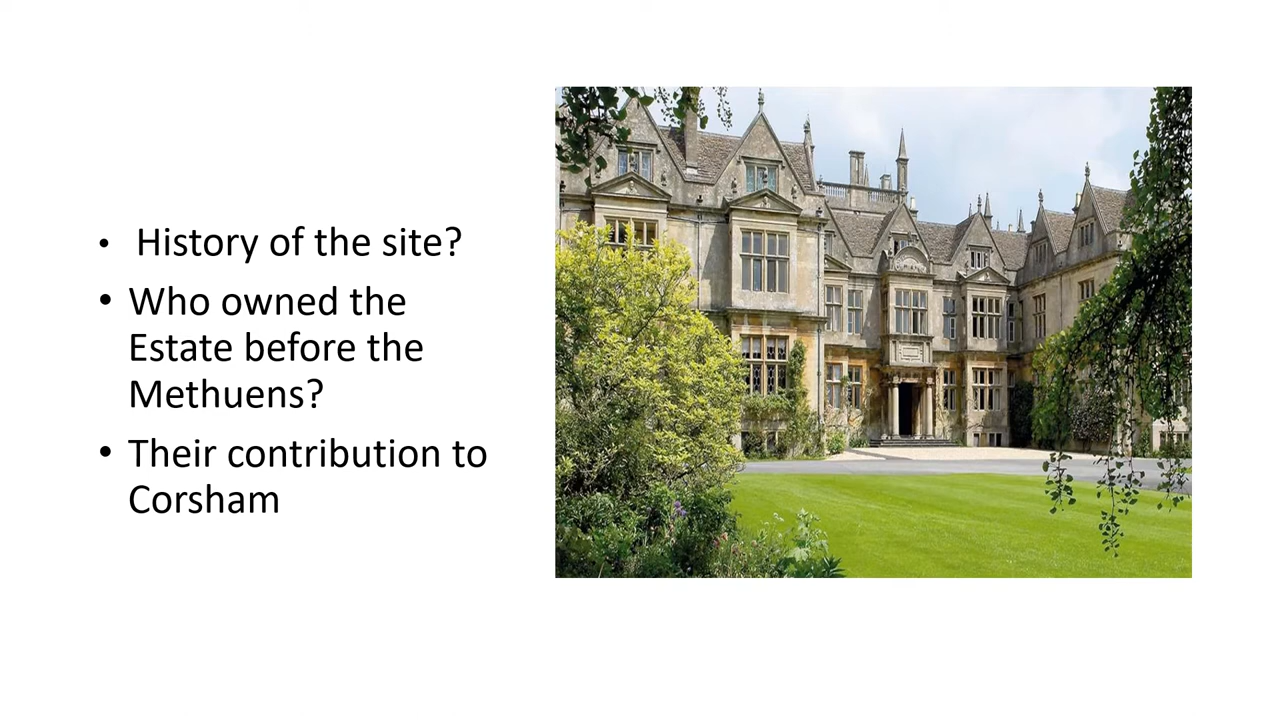 • History of the site?
• Who owned the
Estate before the
Methuens?
• Their contribution to
Corsham